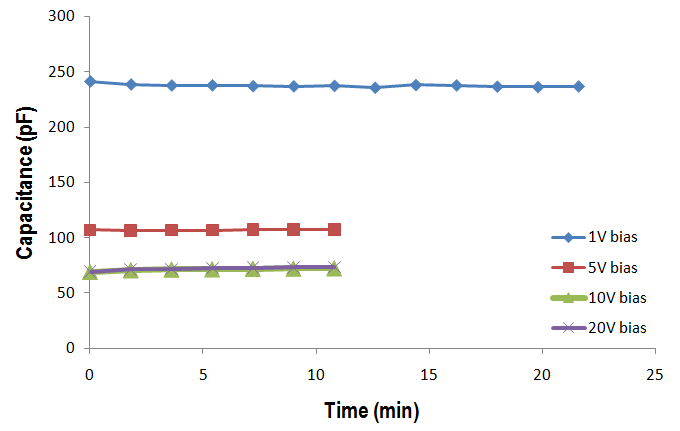 300
250
200
150
100
50
0
Capacitance (pF)
0 5 10 15 20 25
Time (min)
1V bias
5V bias
10V bias
20V bias